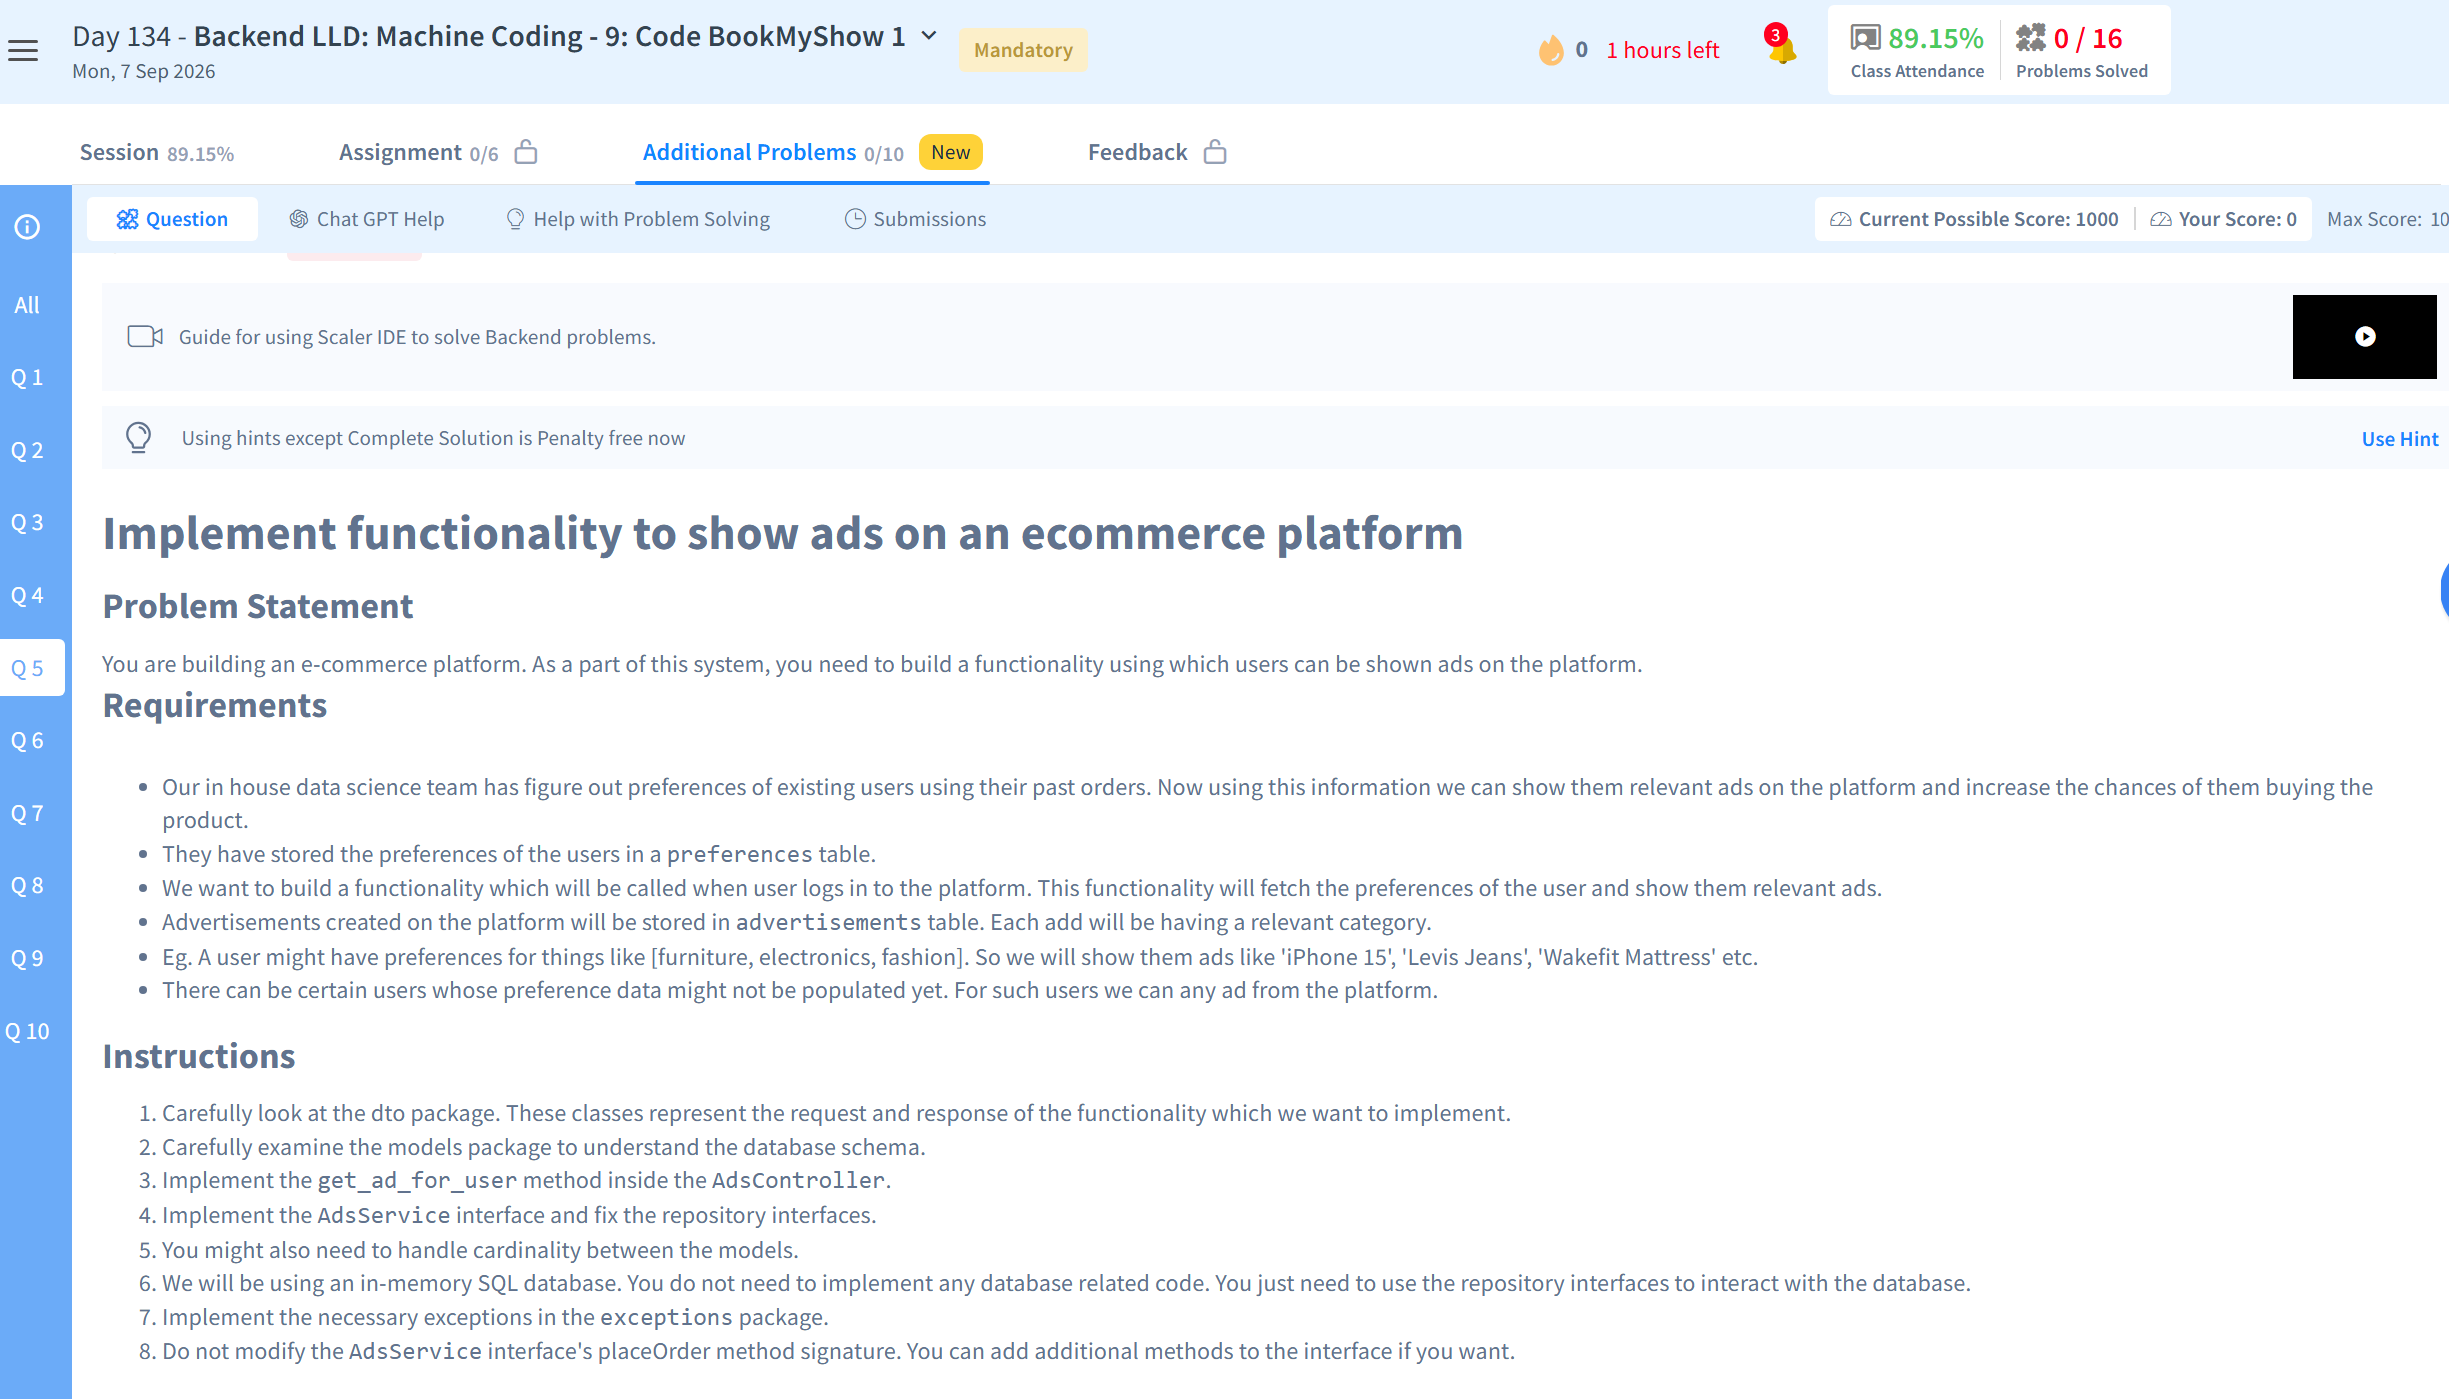 Day 134 - Backend LLD: Machine Coding - 9: Code BookMyShow 1
Mandatory
Mon, 7 Sep 2026
0
1 hours left
3
89.15%
Class Attendance
0 / 16
Problems Solved
Session 89.15%
Assignment 0/6
Additional Problems 0/10
New
Feedback
Question
Chat GPT Help
Help with Problem Solving
Submissions
Current Possible Score: 1000
Your Score: 0
Max Score: 10
All
Q 1
Q 2
Q 3
Q 4
Q 5
Q 6
Q 7
Q 8
Q 9
Q 10
Guide for using Scaler IDE to solve Backend problems.
Using hints except Complete Solution is Penalty free now
Use Hint
Implement functionality to show ads on an ecommerce platform
Problem Statement
You are building an e-commerce platform. As a part of this system, you need to build a functionality using which users can be shown ads on the platform.
Requirements
• Our in house data science team has figure out preferences of existing users using their past orders. Now using this information we can show them relevant ads on the platform and increase the chances of them buying the
product.
• They have stored the preferences of the users in a preferences table.
• We want to build a functionality which will be called when user logs in to the platform. This functionality will fetch the preferences of the user and show them relevant ads.
• Advertisements created on the platform will be stored in advertisements table. Each add will be having a relevant category.
• Eg. A user might have preferences for things like [furniture, electronics, fashion]. So we will show them ads like 'iPhone 15', 'Levis Jeans', 'Wakefit Mattress' etc.
• There can be certain users whose preference data might not be populated yet. For such users we can any ad from the platform.
Instructions
1. Carefully look at the dto package. These classes represent the request and response of the functionality which we want to implement.
2. Carefully examine the models package to understand the database schema.
3. Implement the get_ad_for_user method inside the AdsController.
4. Implement the AdsService interface and fix the repository interfaces.
5. You might also need to handle cardinality between the models.
6. We will be using an in-memory SQL database. You do not need to implement any database related code. You just need to use the repository interfaces to interact with the database.
7. Implement the necessary exceptions in the exceptions package.
8. Do not modify the AdsService interface's placeOrder method signature. You can add additional methods to the interface if you want.